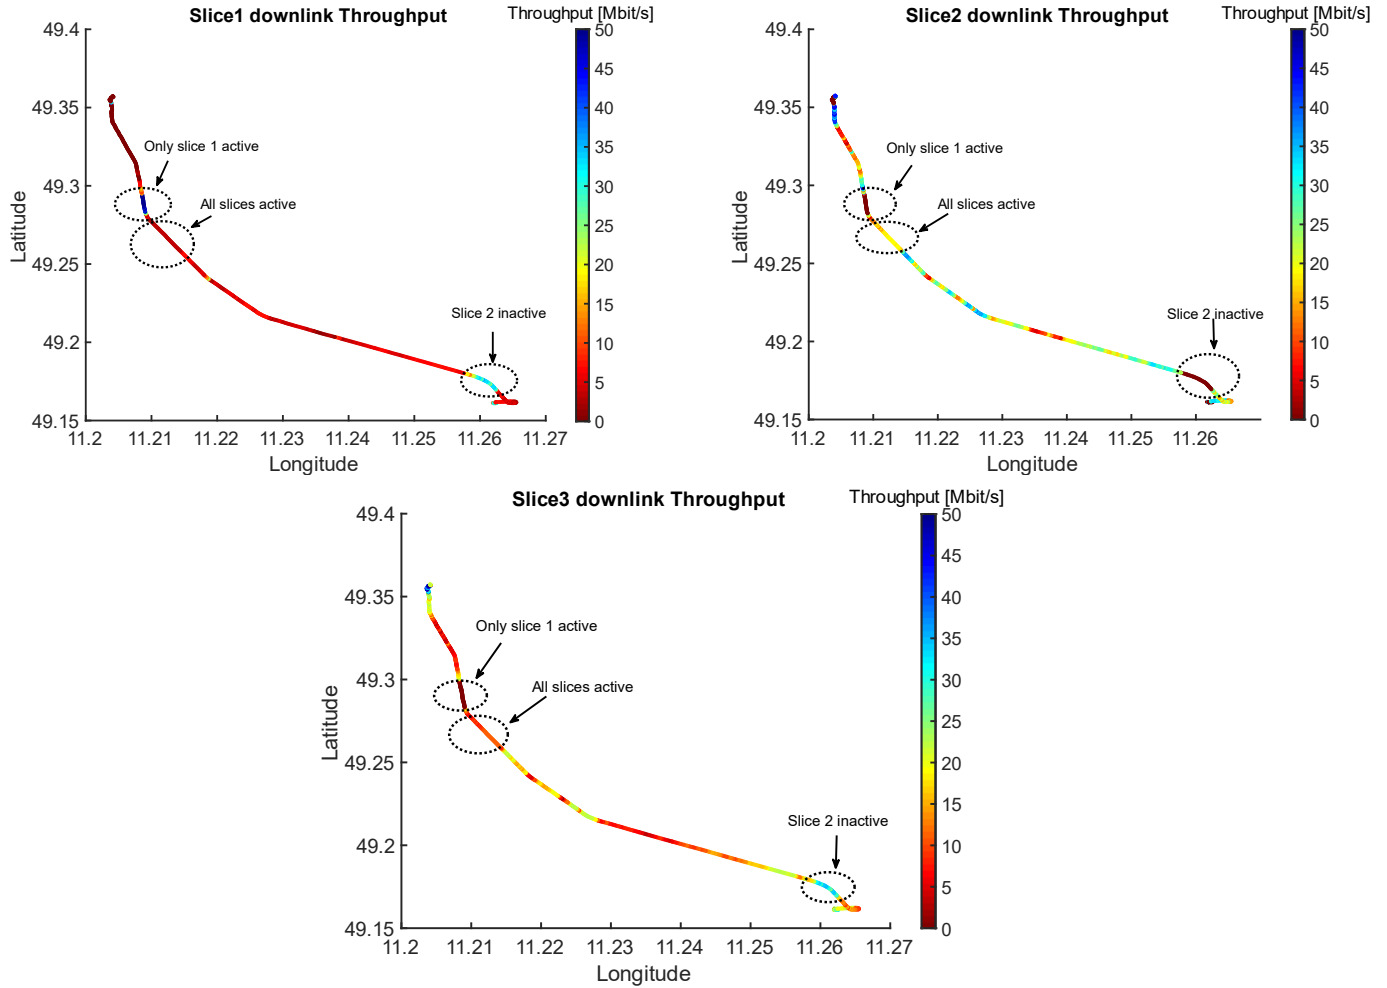 Slice1 downlink Throughput
Throughput [Mbit/s]
49.4
49.35
49.3
49.25
49.2
49.15
Latitude
11.2 11.21 11.22 11.23 11.24 11.25 11.26 11.27
Longitude
Only slice 1 active
All slices active
Slice 2 inactive
50
45
40
35
30
25
20
15
10
5
0
Slice2 downlink Throughput
Throughput [Mbit/s]
49.4
49.35
49.3
49.25
49.2
49.15
Latitude
11.2 11.21 11.22 11.23 11.24 11.25 11.26
Longitude
Only slice 1 active
All slices active
Slice 2 inactive
50
45
40
35
30
25
20
15
10
5
0
Slice3 downlink Throughput
Throughput [Mbit/s]
49.4
49.35
49.3
49.25
49.2
49.15
Latitude
11.2 11.21 11.22 11.23 11.24 11.25 11.26 11.27
Longitude
Only slice 1 active
All slices active
Slice 2 inactive
50
45
40
35
30
25
20
15
10
5
0